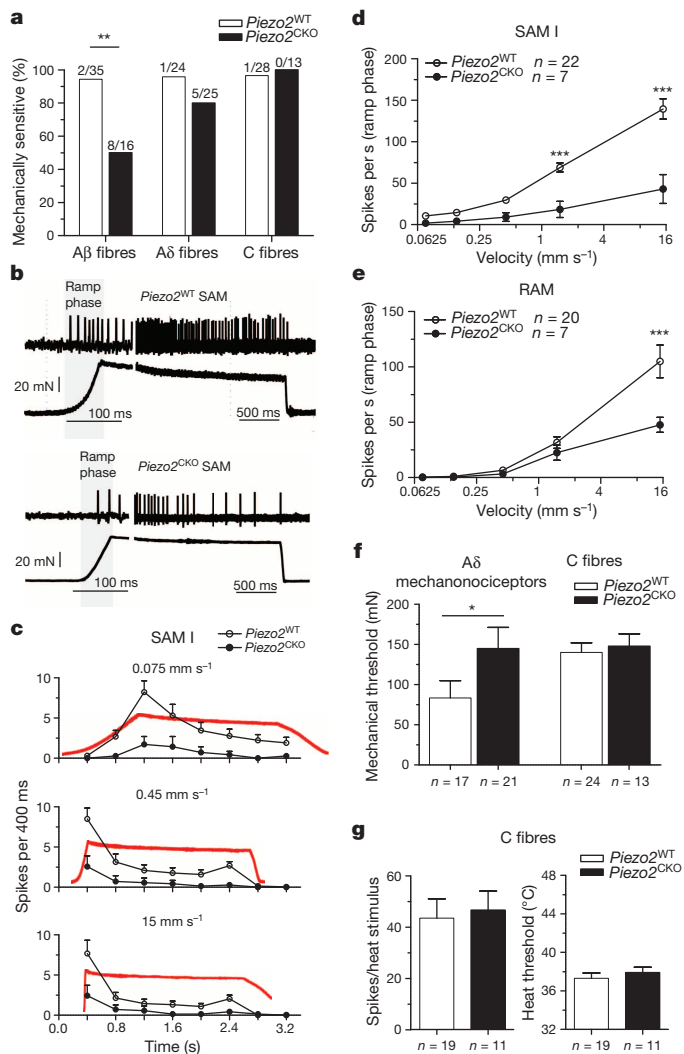 a
Piezo2WT
Piezo2CKO
**
Mechanically sensitive (%)
100
80
60
40
20
0
2/35
8/16
1/24
5/25
1/28
0/13
Aβ fibres
Aδ fibres
C fibres
b
Ramp
phase
Piezo2WT SAM
20 mN
100 ms
500 ms
Ramp
phase
Piezo2CKO SAM
20 mN
100 ms
500 ms
c
SAM I
Piezo2WT
Piezo2CKO
0.075 mm s–1
10
5
0
0.45 mm s–1
10
5
0
15 mm s–1
10
5
0
Spikes per 400 ms
0.0
0.8
1.6
2.4
3.2
Time (s)
d
SAM I
Piezo2WT n = 22
Piezo2CKO n = 7
***
***
Spikes per s (ramp phase)
200
150
100
50
0
0.0625
0.25
1
4
16
Velocity (mm s–1)
e
RAM
Piezo2WT n = 20
Piezo2CKO n = 7
***
Spikes per s (ramp phase)
150
100
50
0
0.0625
0.25
1
4
16
Velocity (mm s–1)
f
Aδ
mechanonociceptors
C fibres
Piezo2WT
Piezo2CKO
*
Mechanical threshold (mN)
200
150
100
50
0
n = 17
n = 21
n = 24
n = 13
g
C fibres
Piezo2WT
Piezo2CKO
Spikes/heat stimulus
60
40
20
0
n = 19
n = 11
Heat threshold (°C)
48
44
40
36
32
n = 19
n = 11